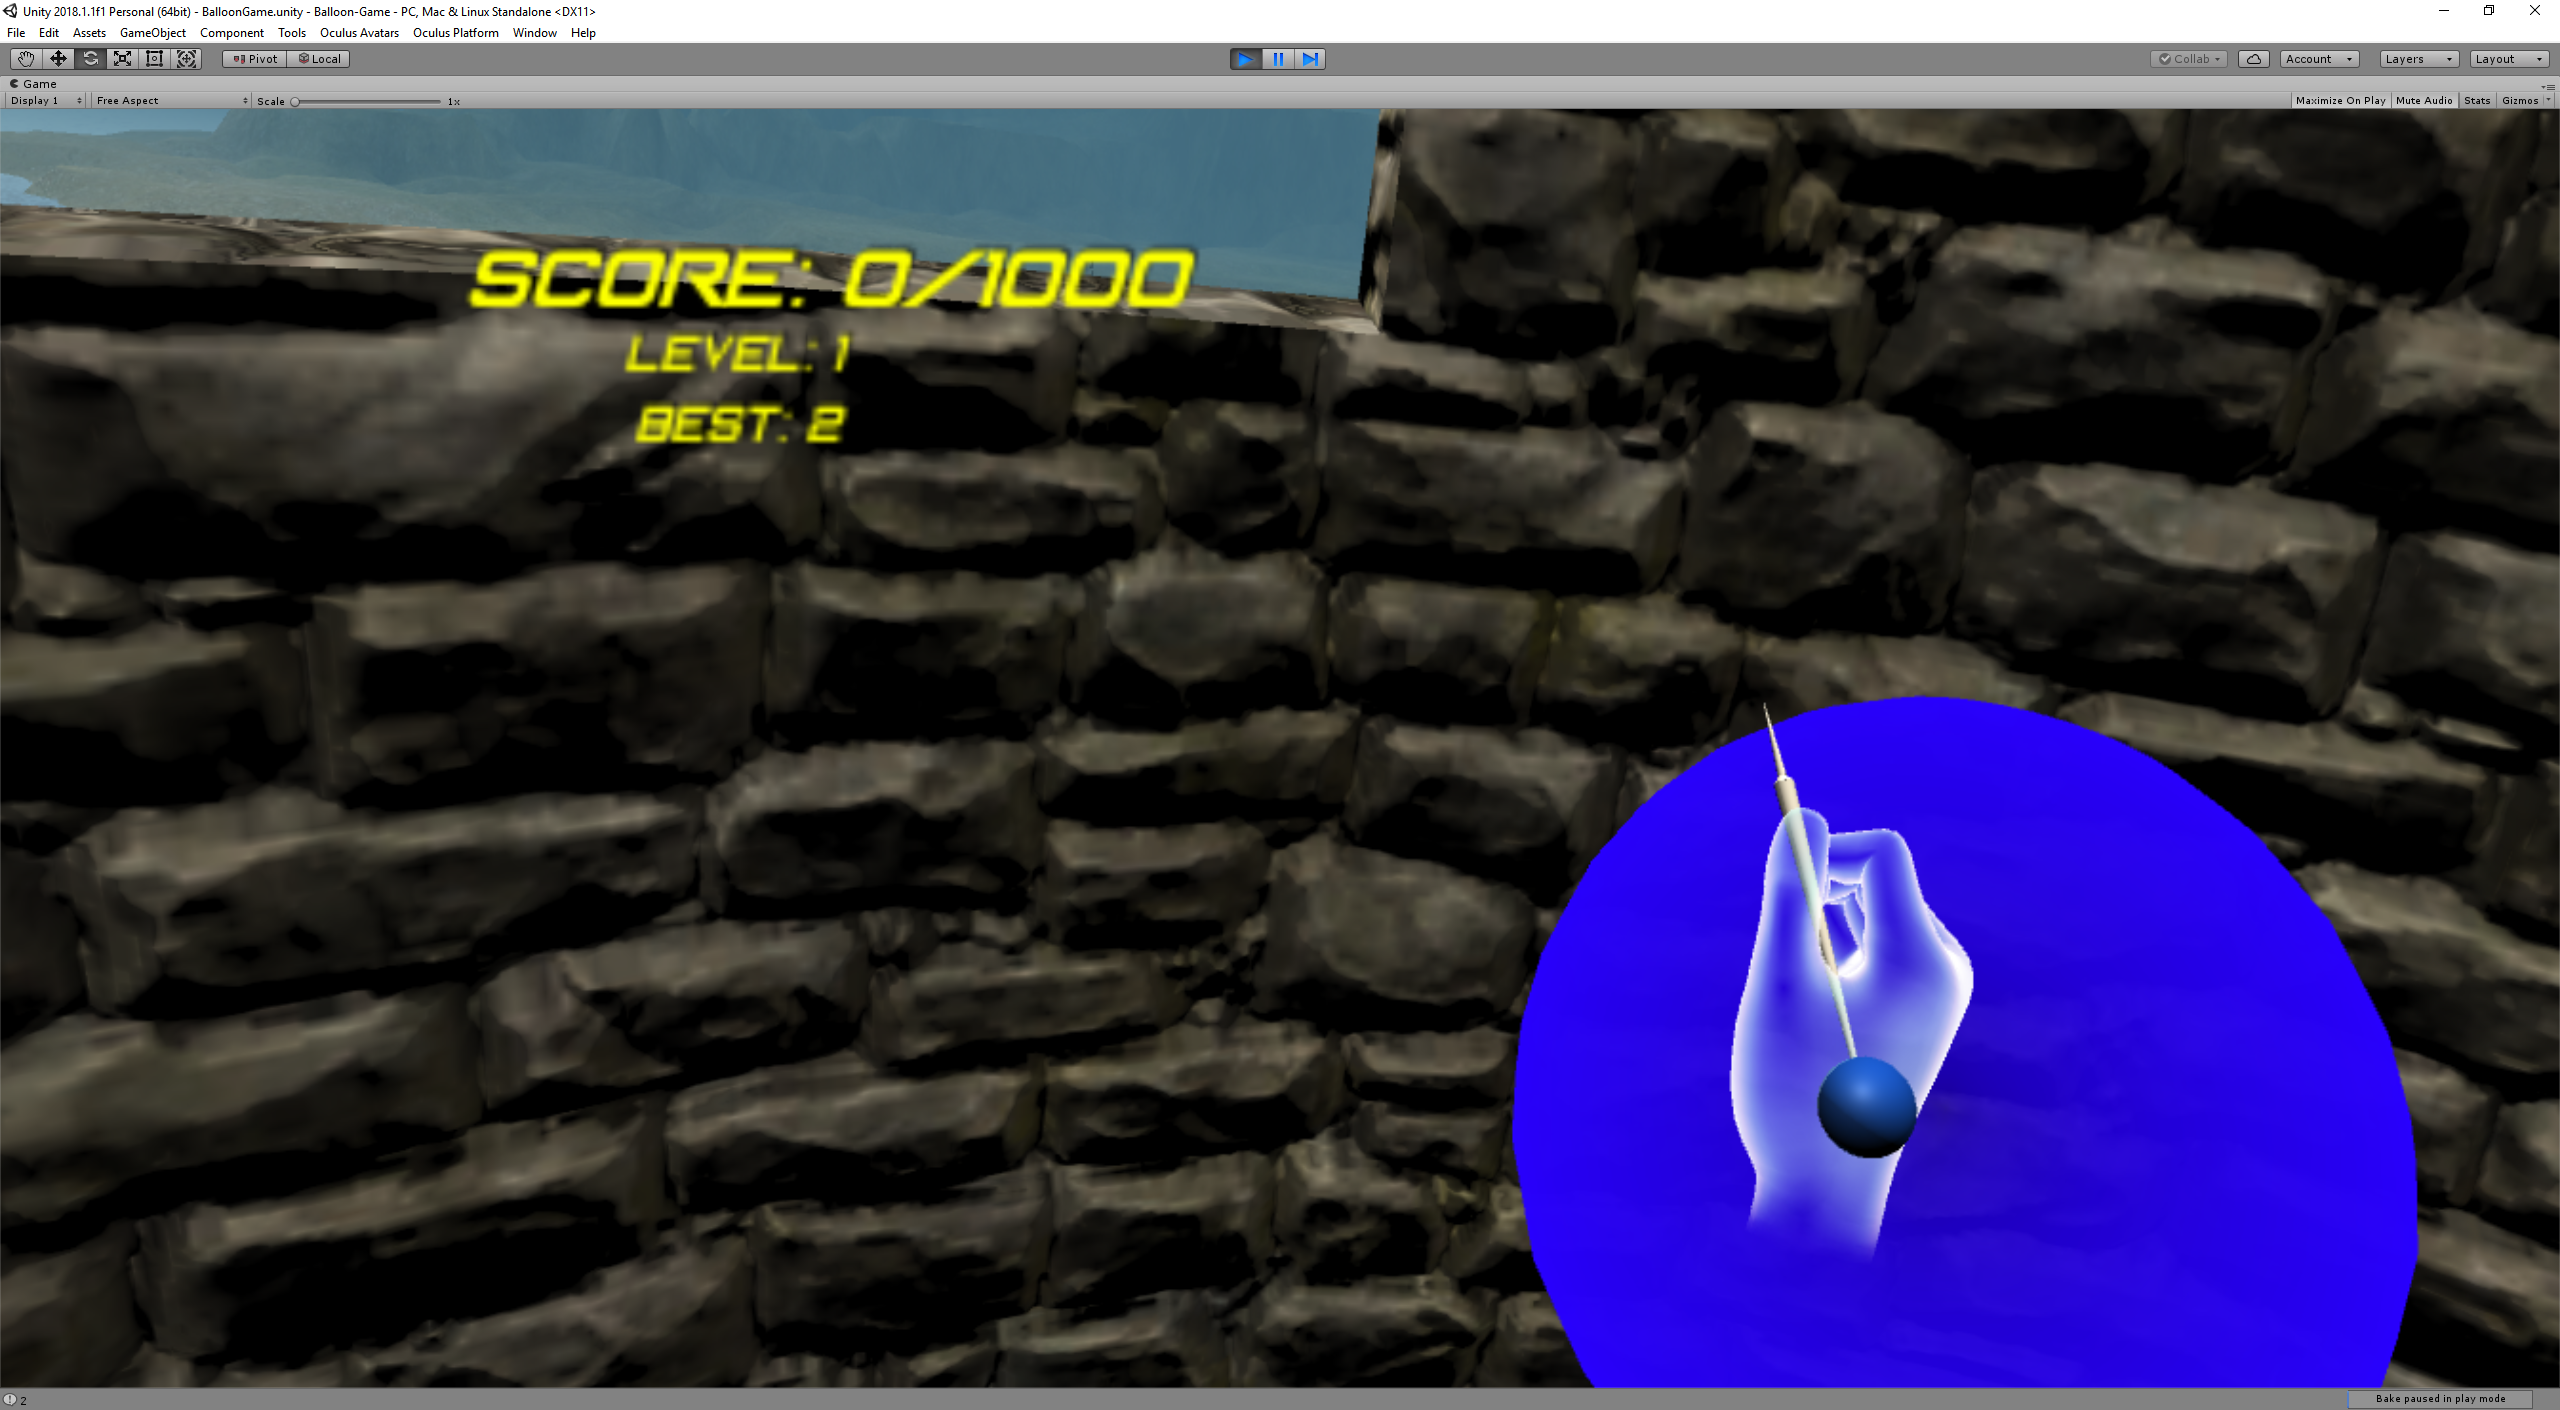 Unity 2018.1.1f1 Personal (64bit) - BalloonGame.unity - Balloon-Game - PC, Mac & Linux Standalone <DX11>
File Edit Assets GameObject Component Tools Oculus Avatars Oculus Platform Window Help
Pivot Local Collab Account Layers Layout
Game
Display 1 Free Aspect Scale 1x Maximize On Play Mute Audio Stats Gizmos
SCORE: 0/1000
LEVEL: 1
BEST: 2
2 Bake paused in play mode